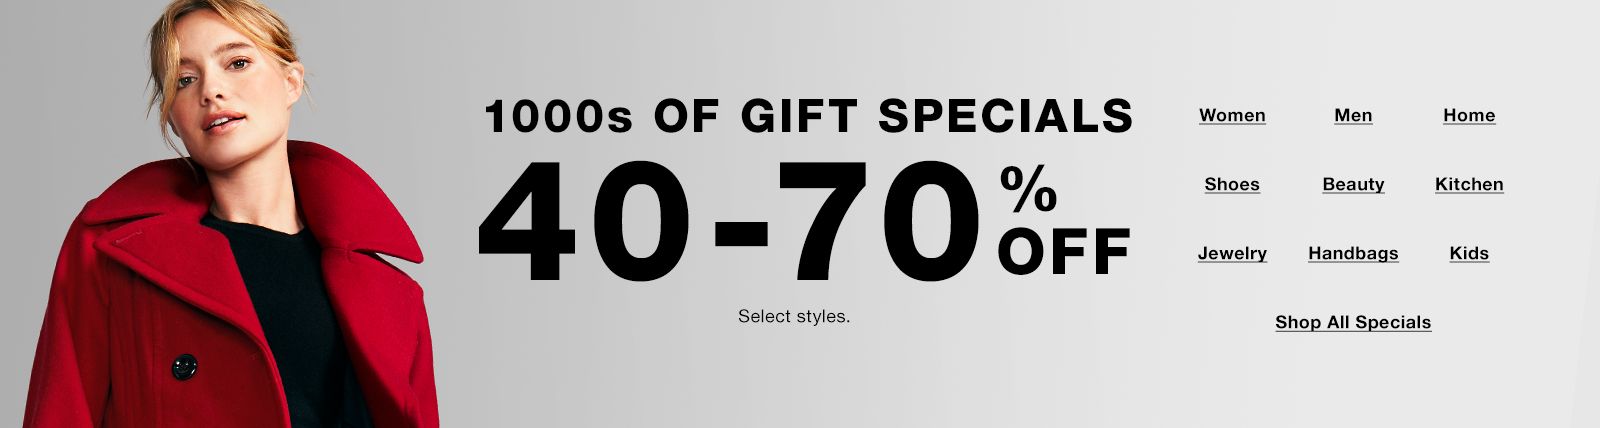 1000s OF GIFT SPECIALS
40-70% OFF
Select styles.
Women Men Home
Shoes Beauty Kitchen
Jewelry Handbags Kids
Shop All Specials